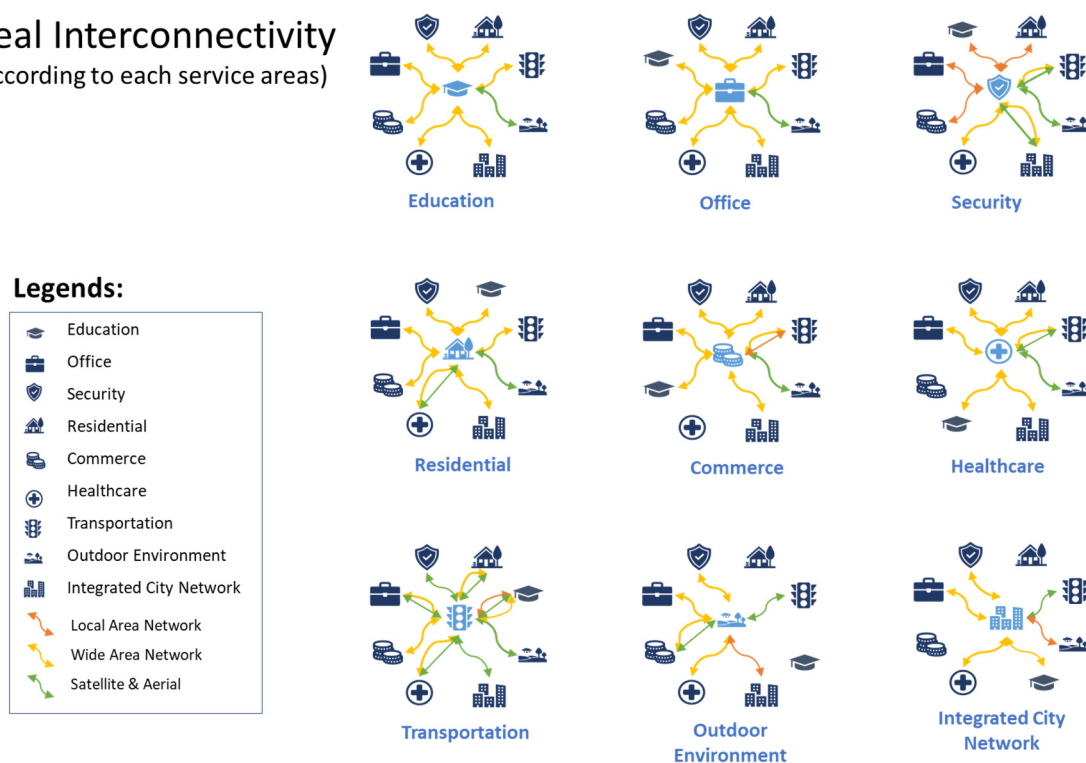 eal Interconnectivity
ccording to each service areas)
Education
Office
Security
Legends:
Education
Office
Security
Residential
Commerce
Healthcare
Transportation
Outdoor Environment
Integrated City Network
Local Area Network
Wide Area Network
Satellite & Aerial
Residential
Commerce
Healthcare
Transportation
Outdoor
Environment
Integrated City
Network